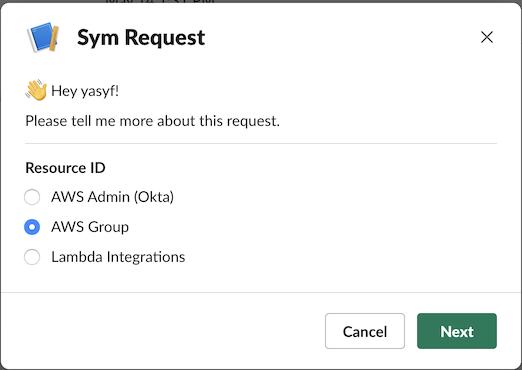 Sym Request
Hey yasyf!
Please tell me more about this request.
Resource ID
AWS Admin (Okta)
AWS Group
Lambda Integrations
Cancel
Next